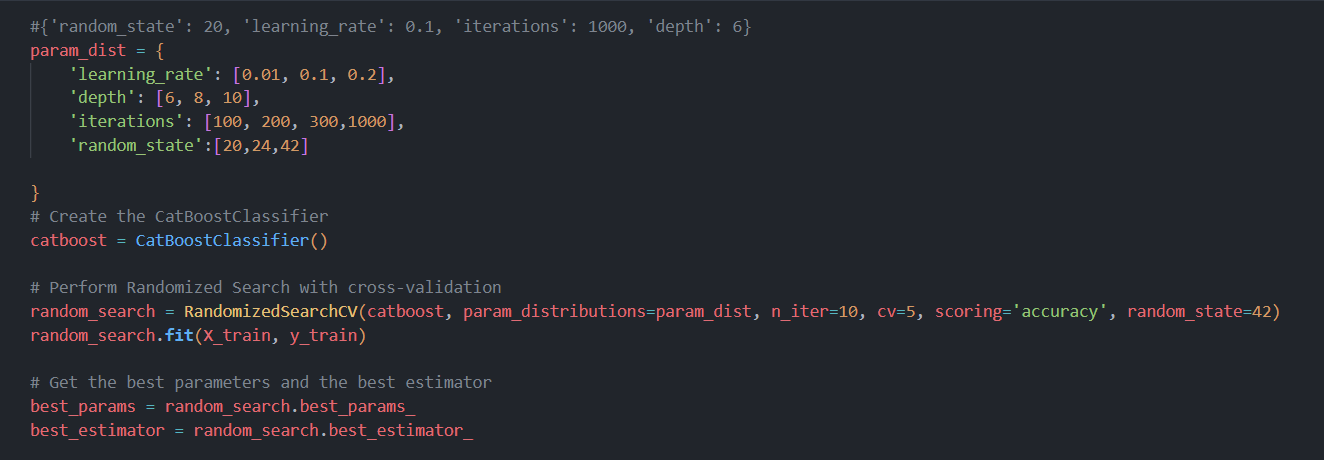 #{'random_state': 20, 'learning_rate': 0.1, 'iterations': 1000, 'depth': 6}
param_dist = {
    'learning_rate': [0.01, 0.1, 0.2],
    'depth': [6, 8, 10],
    'iterations': [100, 200, 300,1000],
    'random_state':[20,24,42]

}
# Create the CatBoostClassifier
catboost = CatBoostClassifier()

# Perform Randomized Search with cross-validation
random_search = RandomizedSearchCV(catboost, param_distributions=param_dist, n_iter=10, cv=5, scoring='accuracy', random_state=42)
random_search.fit(X_train, y_train)

# Get the best parameters and the best estimator
best_params = random_search.best_params_
best_estimator = random_search.best_estimator_